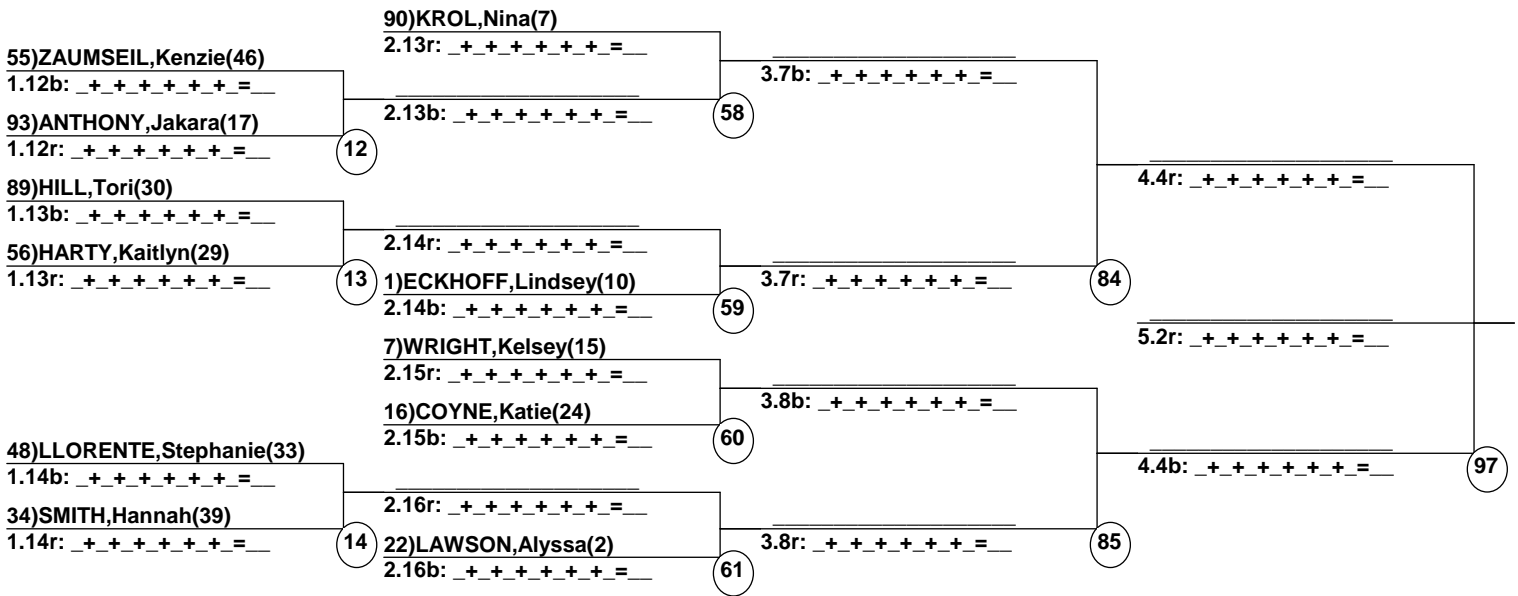 90)KROL,Nina(7)
2.13r: _+_+_+_+_+_=__
55)ZAUMSEIL,Kenzie(46)
1.12b: _+_+_+_+_+_=__
2.13b: _+_+_+_+_+_=__
58
3.7b: _+_+_+_+_+_=__
93)ANTHONY,Jakara(17)
1.12r: _+_+_+_+_+_=__
12
4.4r: _+_+_+_+_+_=__
89)HILL,Tori(30)
1.13b: _+_+_+_+_+_=__
2.14r: _+_+_+_+_+_=__
56)HARTY,Kaitlyn(29)
1.13r: _+_+_+_+_+_=__
13
1)ECKHOFF,Lindsey(10)
2.14b: _+_+_+_+_+_=__
59
3.7r: _+_+_+_+_+_=__
84
5.2r: _+_+_+_+_+_=__
7)WRIGHT,Kelsey(15)
2.15r: _+_+_+_+_+_=__
3.8b: _+_+_+_+_+_=__
16)COYNE,Katie(24)
2.15b: _+_+_+_+_+_=__
60
48)LLORENTE,Stephanie(33)
1.14b: _+_+_+_+_+_=__
4.4b: _+_+_+_+_+_=__
97
2.16r: _+_+_+_+_+_=__
34)SMITH,Hannah(39)
1.14r: _+_+_+_+_+_=__
14
22)LAWSON,Alyssa(2)
2.16b: _+_+_+_+_+_=__
61
3.8r: _+_+_+_+_+_=__
85